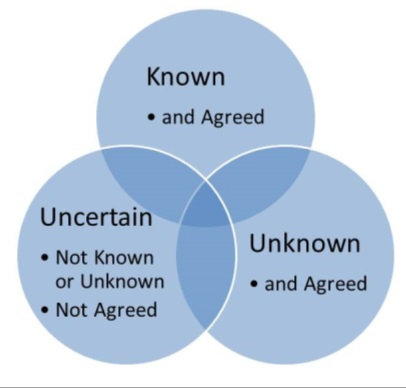 Known
• and Agreed
Uncertain
• Not Known
or Unknown
• Not Agreed
Unknown
• and Agreed